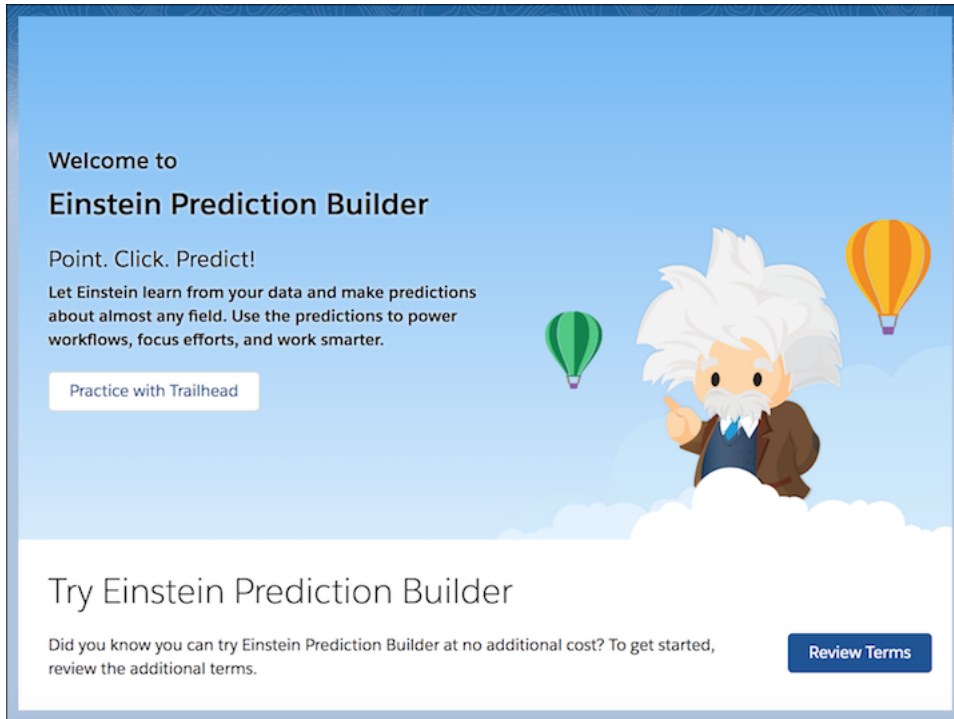 Welcome to
Einstein Prediction Builder
Point. Click. Predict!
Let Einstein learn from your data and make predictions
about almost any field. Use the predictions to power
workflows, focus efforts, and work smarter.
Practice with Trailhead
Try Einstein Prediction Builder
Did you know you can try Einstein Prediction Builder at no additional cost? To get started,
review the additional terms.
Review Terms